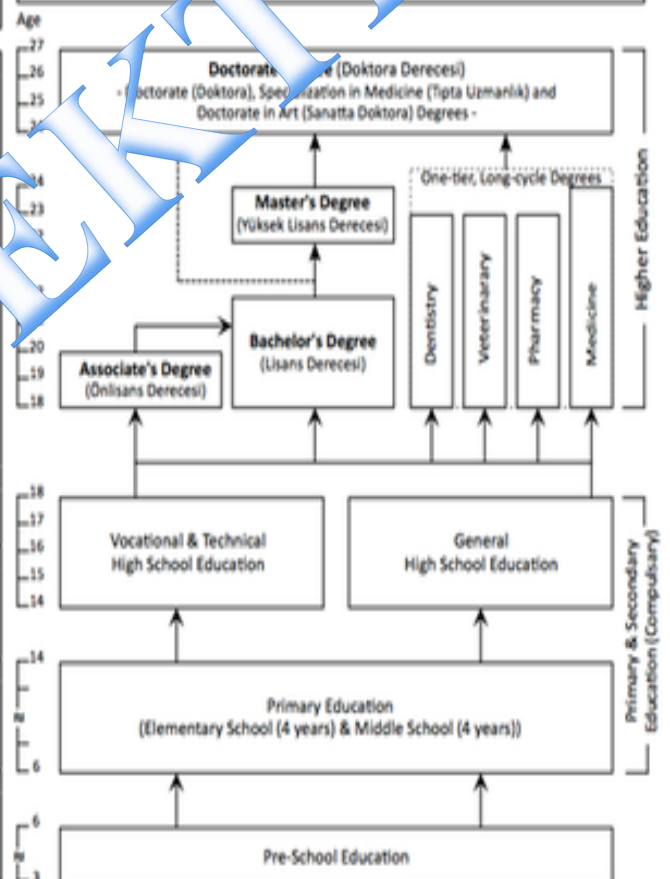 Age
27
26
25
Doctorate (Doktora Derecesi)
Doctorate (Doktora), Specialization in Medicine (Tıpta Uzmanlık) and
Doctorate in Art (Sanatta Doktora) Degrees -
24
23
Master's Degree
(Yüksek Lisans Derecesi)
One-tier, Long-cycle Degrees
Dentistry
Veterinarary
Pharmacy
Medicine
Higher Education
Bachelor's Degree
(Lisans Derecesi)
Associate's Degree
(Önlisans Derecesi)
20
19
18
18
17
16
15
14
Vocational & Technical
High School Education
General
High School Education
Primary & Secondary
Education (Compulsary)
14
6
Primary Education
(Elementary School (4 years) & Middle School (4 years))
6
3
Pre-School Education
EKT